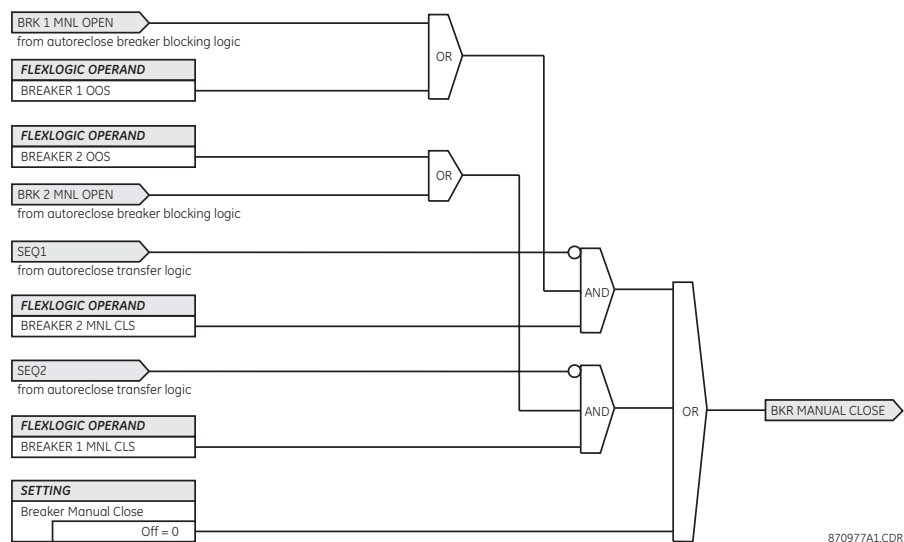 BRK 1 MNL OPEN
from autoreclose breaker blocking logic
FLEXLOGIC OPERAND
BREAKER 1 OOS
OR
FLEXLOGIC OPERAND
BREAKER 2 OOS
OR
BRK 2 MNL OPEN
from autoreclose breaker blocking logic
SEQ1
from autoreclose transfer logic
AND
FLEXLOGIC OPERAND
BREAKER 2 MNL CLS
SEQ2
from autoreclose transfer logic
AND
OR
BKR MANUAL CLOSE
FLEXLOGIC OPERAND
BREAKER 1 MNL CLS
SETTING
Breaker Manual Close
Off = 0
870977A1.CDR